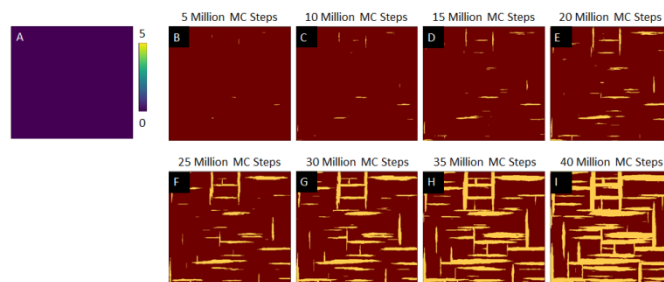 5 Million MC Steps
10 Million MC Steps
15 Million MC Steps
20 Million MC Steps
A
5
0
B
C
D
E
25 Million MC Steps
30 Million MC Steps
35 Million MC Steps
40 Million MC Steps
F
G
H
I